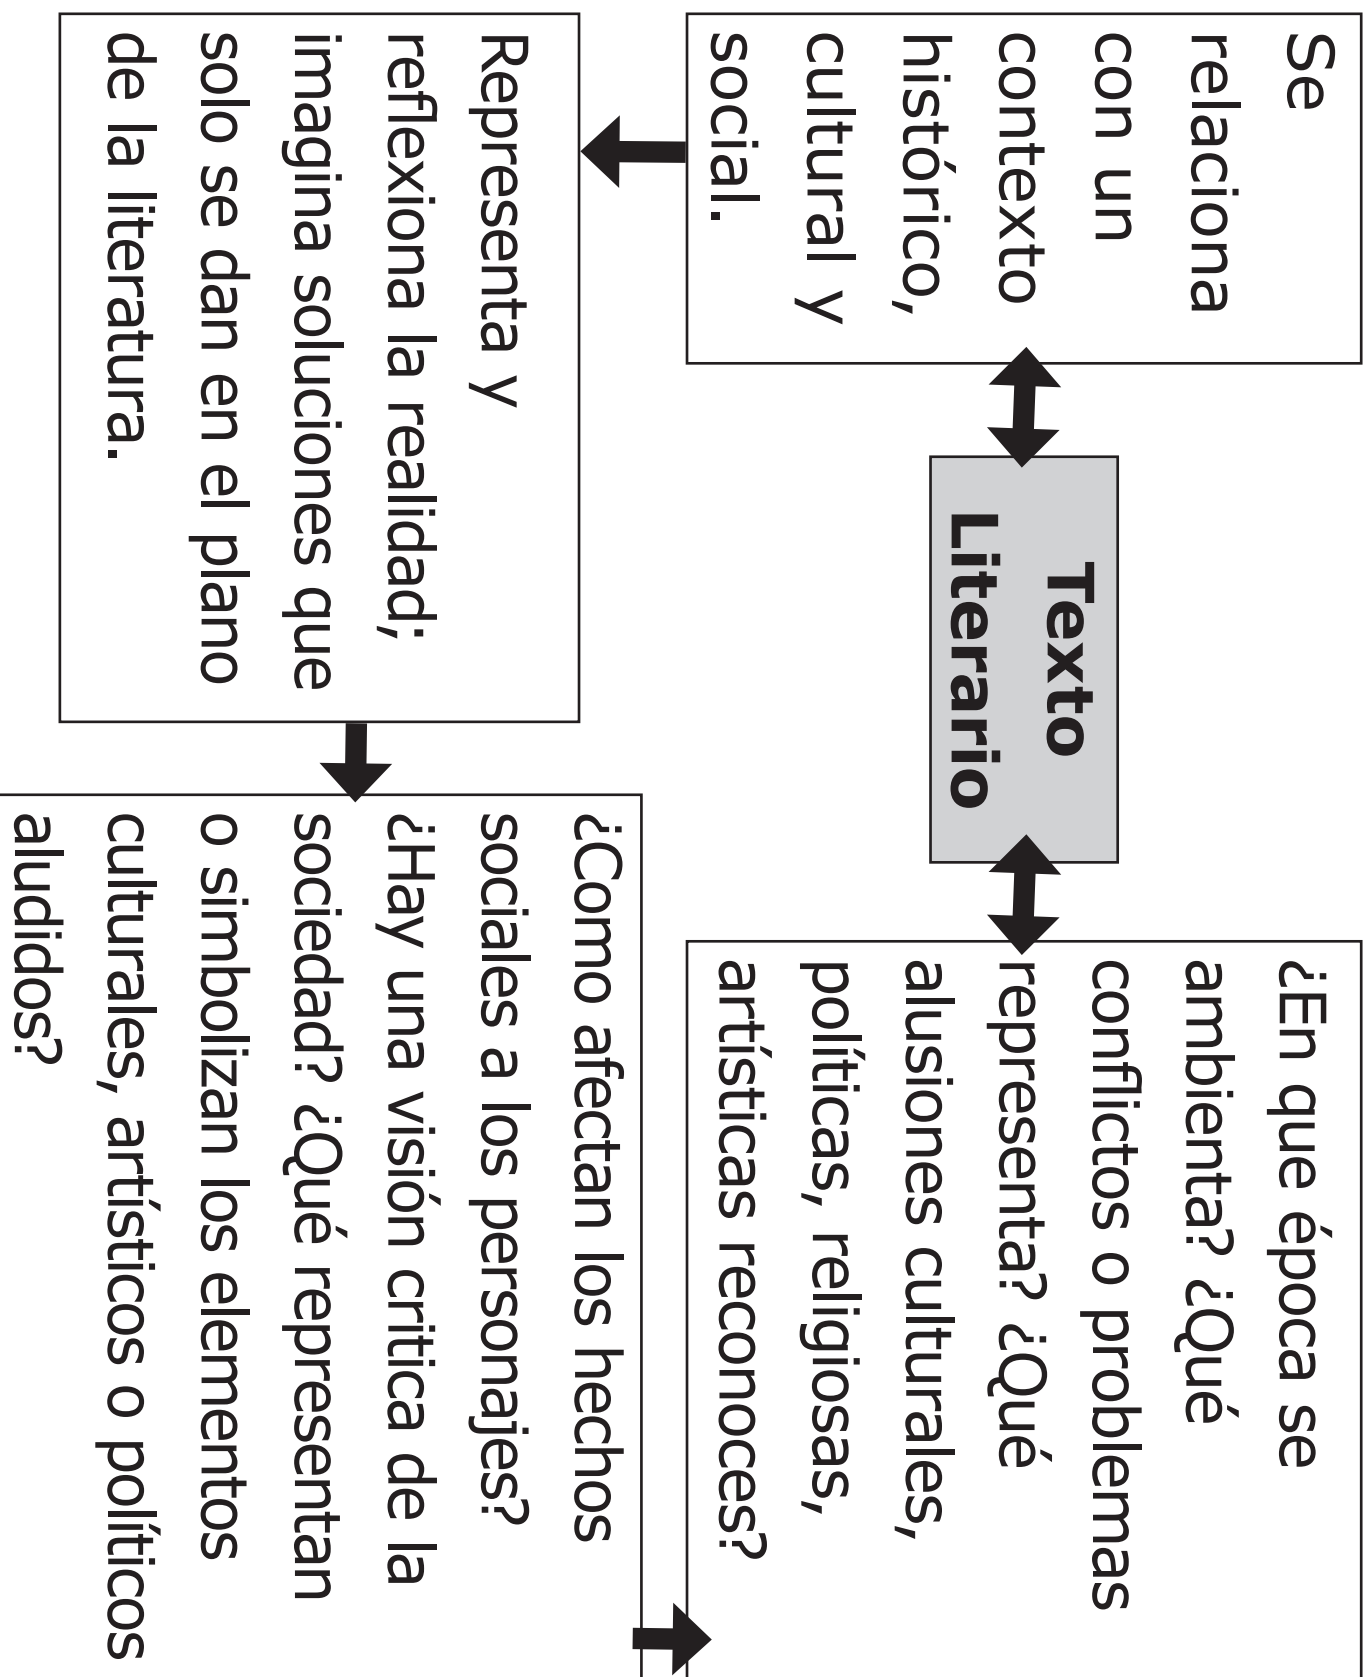 Se
relaciona
con un
contexto
histórico,
cultural y
social.
Texto
Literario
¿En que época se
ambienta? ¿Qué
conflictos o problemas
representa? ¿Qué
alusiones culturales,
políticas, religiosas,
artísticas reconoces?
Representa y
reflexiona la realidad;
imagina soluciones que
solo se dan en el plano
de la literatura.
¿Como afectan los hechos
sociales a los personajes?
¿Hay una visión critica de la
sociedad? ¿Qué representan
o simbolizan los elementos
culturales, artísticos o políticos
aludidos?